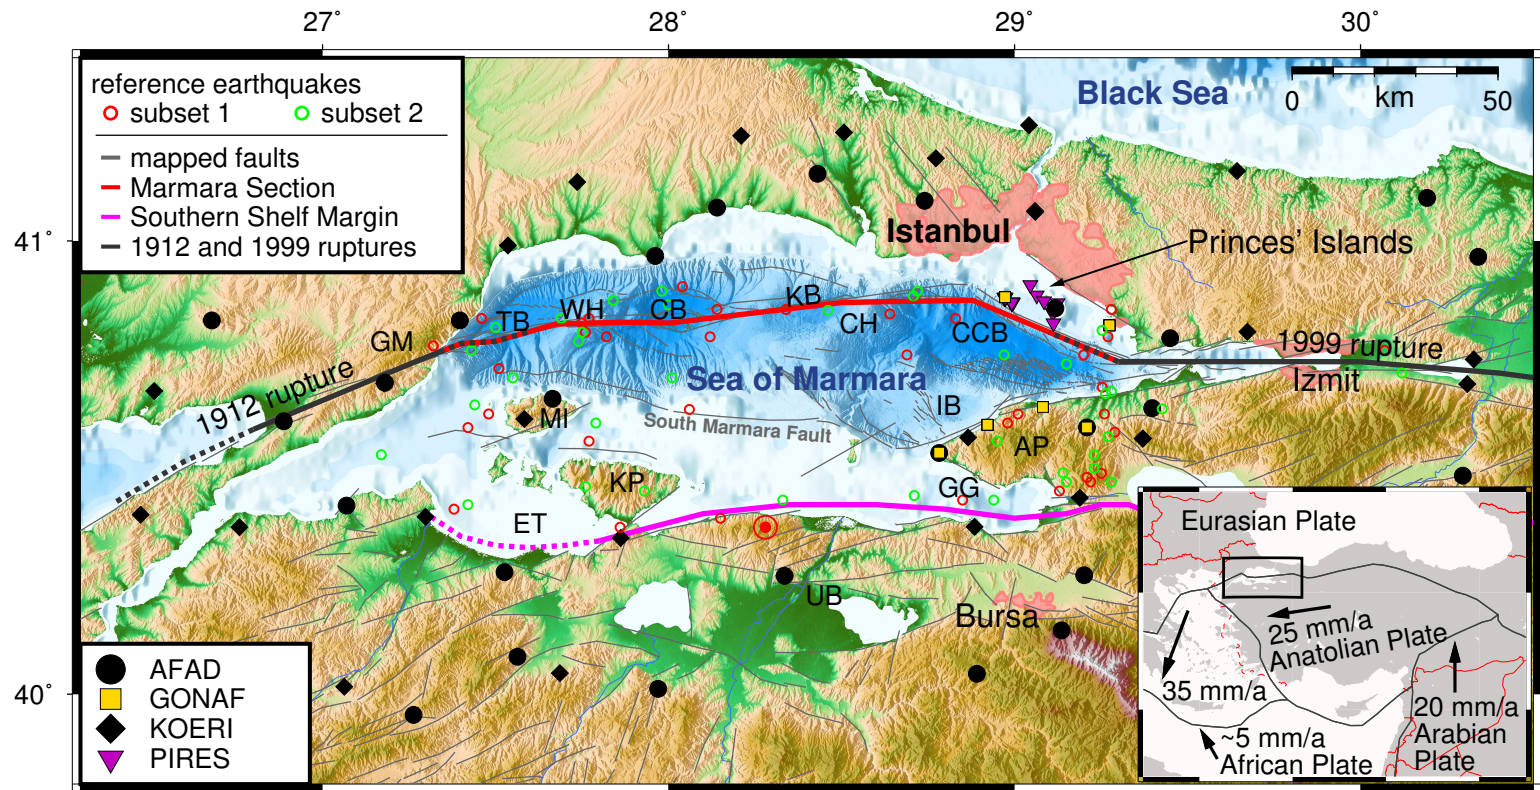 27°
28°
29°
30°
reference earthquakes
subset 1
subset 2
mapped faults
Marmara Section
Southern Shelf Margin
1912 and 1999 ruptures
Black Sea
0
km
50
41°
Istanbul
Princes' Islands
WH
CB
KB
TB
CH
CCB
GM
1999 rupture
Izmit
1912 rupture
Sea of Marmara
MI
IB
South Marmara Fault
AP
KP
GG
ET
UB
Bursa
40°
AFAD
GONAF
KOERI
PIRES
Eurasian Plate
25 mm/a
Anatolian Plate
35 mm/a
20 mm/a
Arabian
Plate
~5 mm/a
African Plate